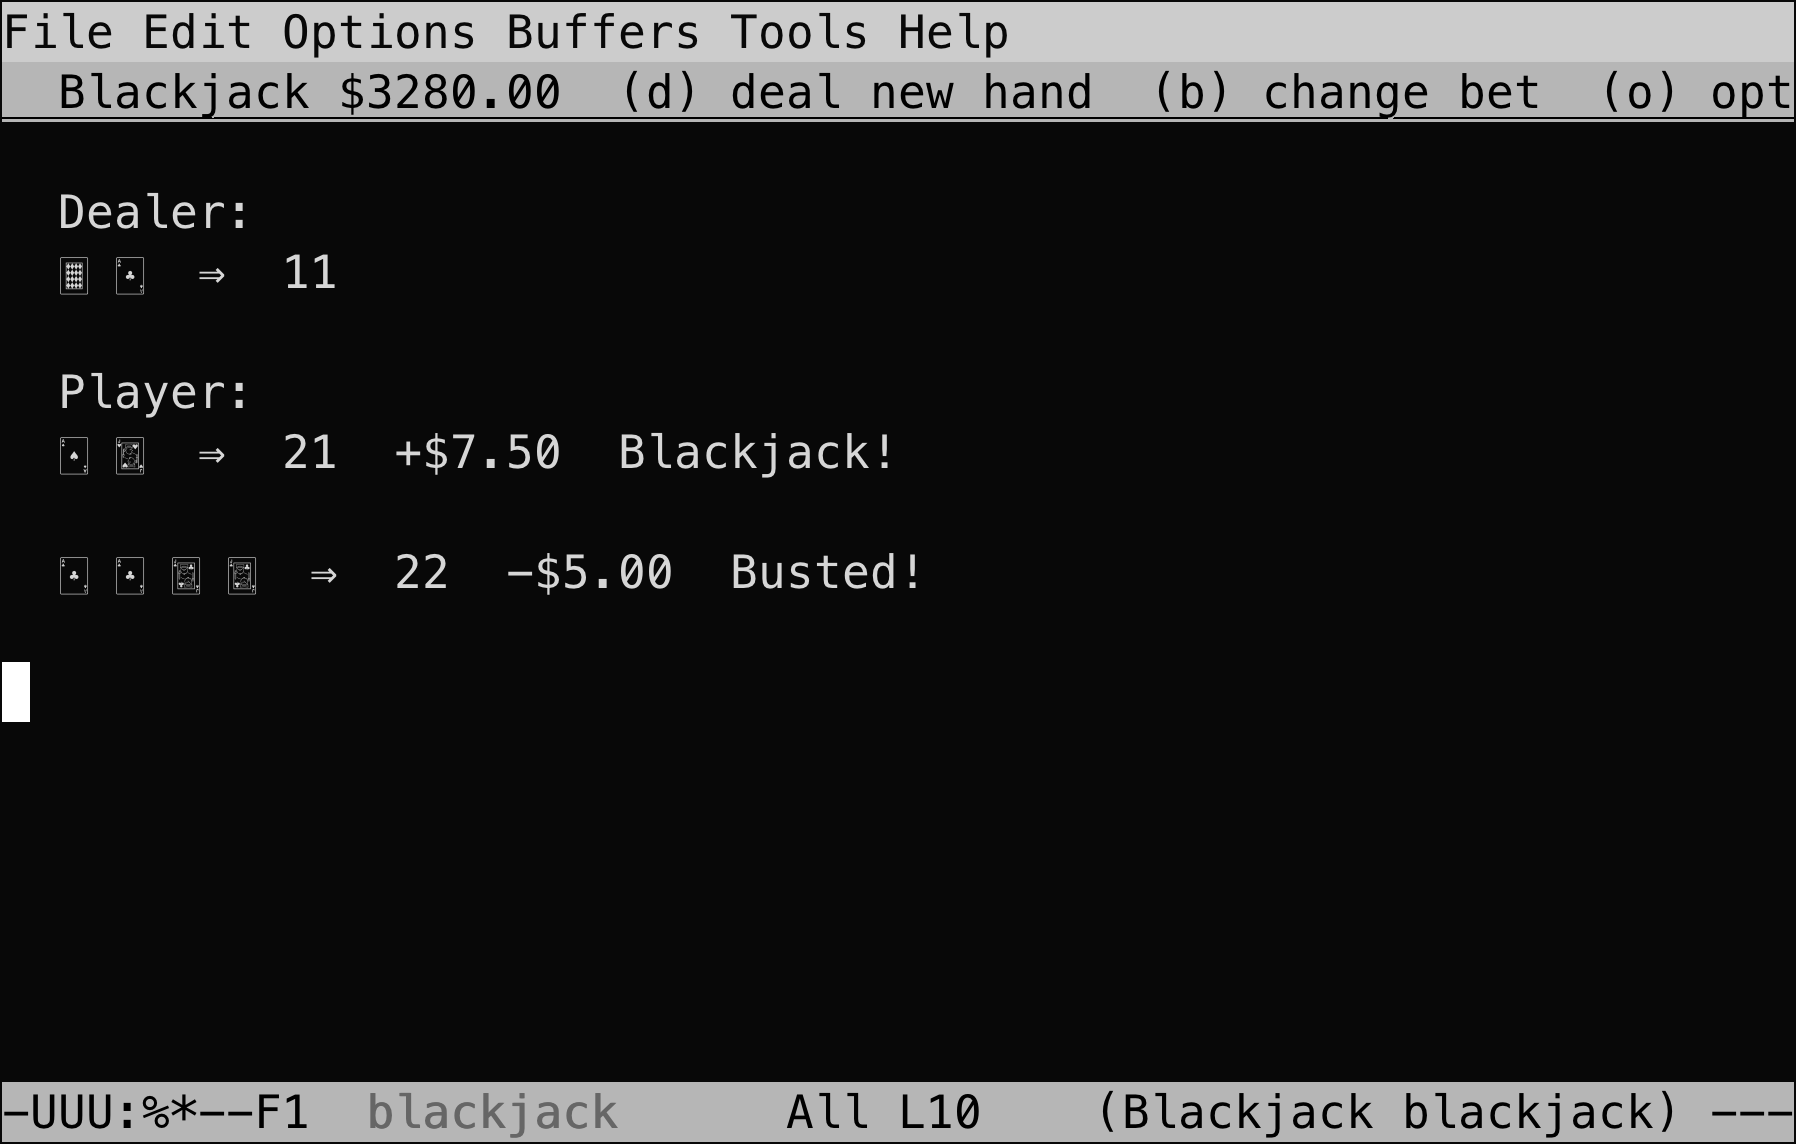 File Edit Options Buffers Tools Help
Blackjack $3280.00  (d) deal new hand  (b) change bet  (o) opt
Dealer:
🂠 🃑  ⇒  11
Player:
🂡 🂻  ⇒  21  +$7.50  Blackjack!
🃑 🃑 🃛 🃛  ⇒  22  −$5.00  Busted!
−UUU:%*−−F1  blackjack      All L10    (Blackjack blackjack) −−−